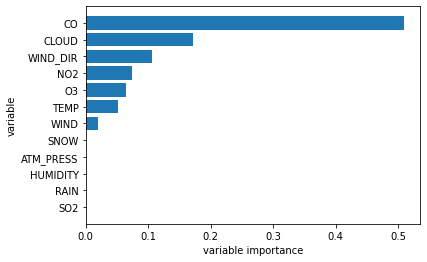 CO
CLOUD
WIND_DIR
NO2
O3
TEMP
WIND
SNOW
ATM_PRESS
HUMIDITY
RAIN
SO2
variable
0.0 0.1 0.2 0.3 0.4 0.5
variable importance